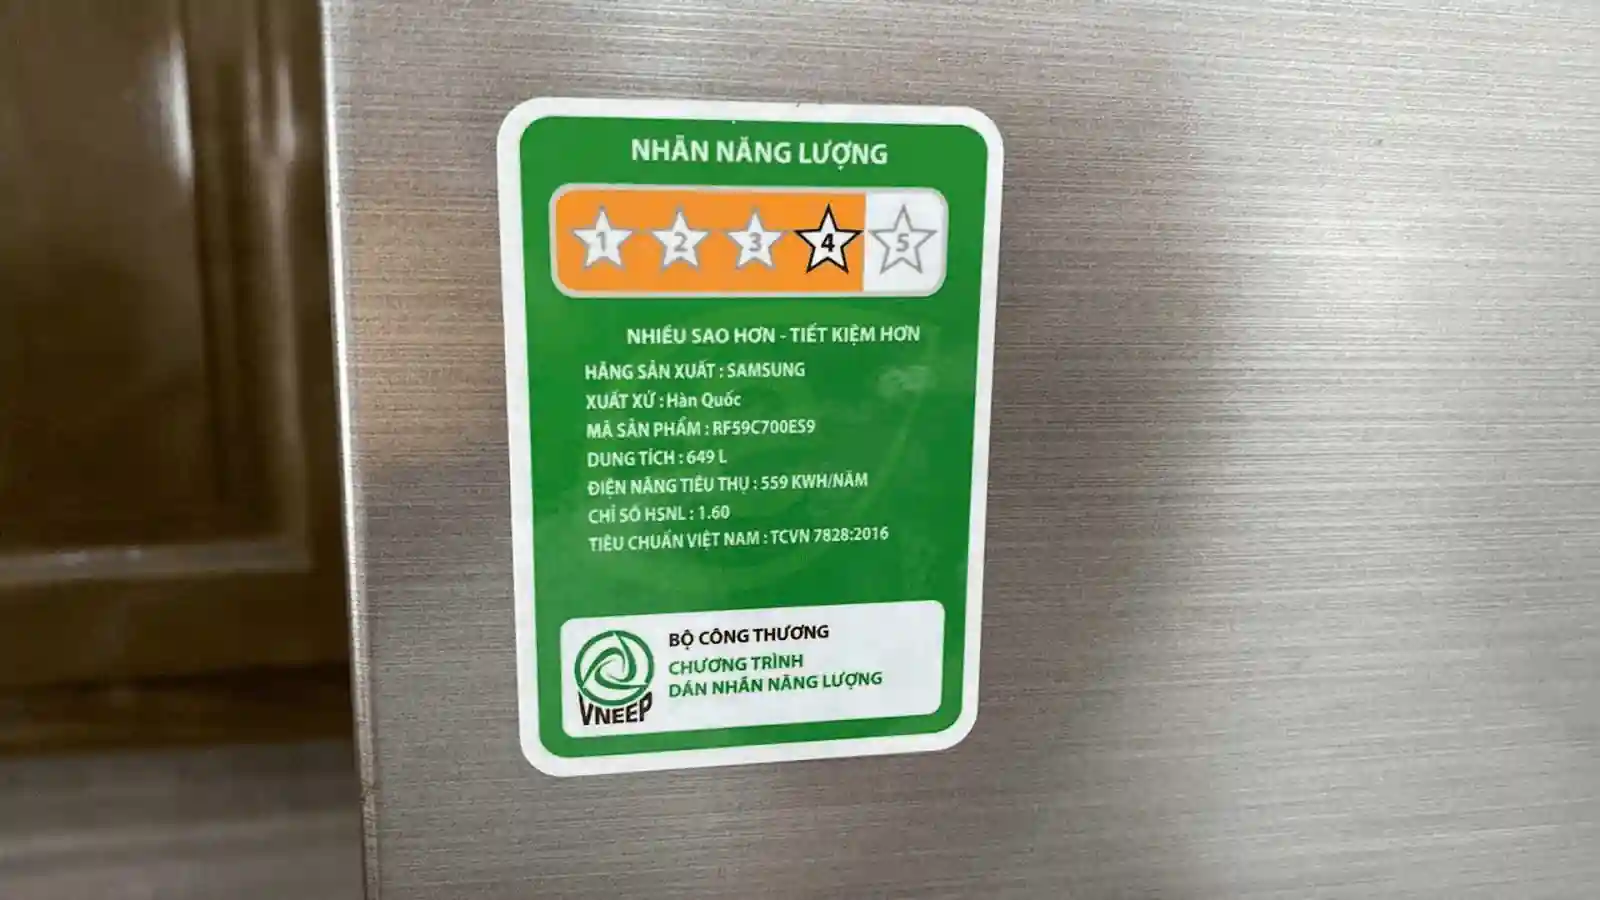 NHÃN NĂNG LƯỢNG
1 2 3 4 5
NHIỀU SAO HƠN - TIẾT KIỆM HƠN
HÃNG SẢN XUẤT : SAMSUNG
XUẤT XỨ : Hàn Quốc
MÃ SẢN PHẨM : RF59C700ES9
DUNG TÍCH : 649 L
ĐIỆN NĂNG TIÊU THỤ : 559 KWH/NĂM
CHỈ SỐ HSNL : 1.60
TIÊU CHUẨN VIỆT NAM : TCVN 7828:2016
BỘ CÔNG THƯƠNG
CHƯƠNG TRÌNH
DÁN NHÃN NĂNG LƯỢNG
VNEEP